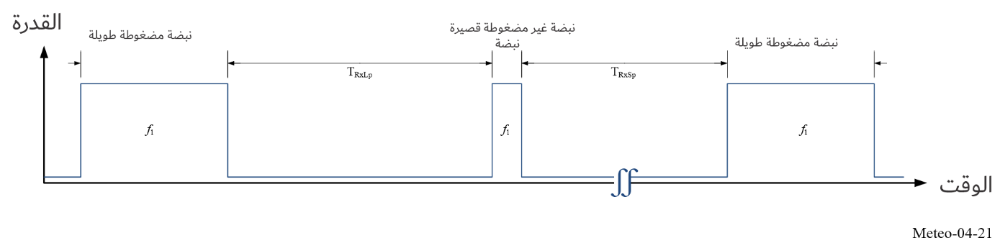 القدرة
نبضة مضغوطة طويلة
نبضة غير مضغوطة قصيرة
نبضة
نبضة مضغوطة طويلة
TRxLp
TRxSp
f1
f1
f1
الوقت
Meteo-04-21